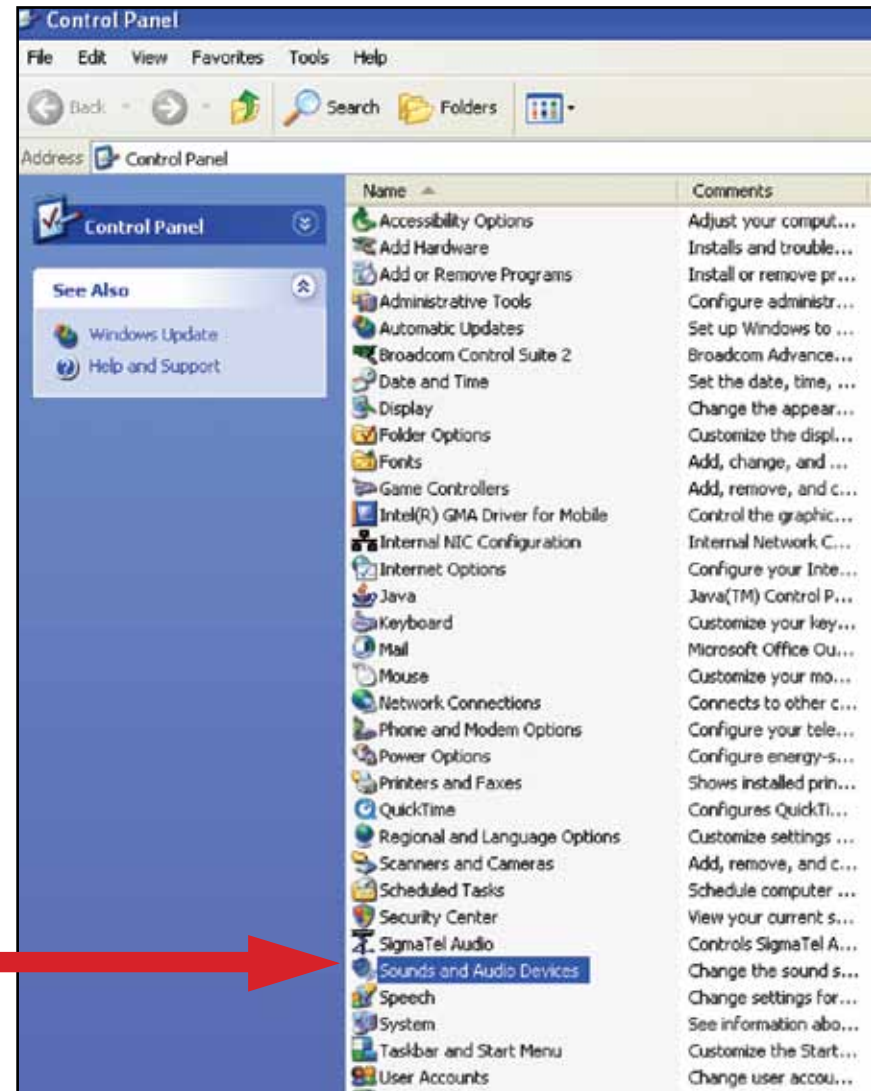 Control Panel
File Edit View Favorites Tools Help
Back Search Folders
Address Control Panel
Control Panel
See Also
Windows Update
Help and Support
Name Comments
Accessibility Options Adjust your comput...
Add Hardware Installs and trouble...
Add or Remove Programs Install or remove pr...
Administrative Tools Configure administr...
Automatic Updates Set up Windows to ...
Broadcom Control Suite 2 Broadcom Advance...
Date and Time Set the date, time, ...
Display Change the appear...
Folder Options Customize the displ...
Fonts Add, change, and ...
Game Controllers Add, remove, and c...
Intel(R) GMA Driver for Mobile Control the graphic...
Internal NIC Configuration Internal Network C...
Internet Options Configure your Inte...
Java Java(TM) Control P...
Keyboard Customize your key...
Mail Microsoft Office Ou...
Mouse Customize your mo...
Network Connections Connects to other c...
Phone and Modem Options Configure your tele...
Power Options Configure energy-s...
Printers and Faxes Shows installed prin...
QuickTime Configures QuickTi...
Regional and Language Options Customize settings ...
Scanners and Cameras Add, remove, and c...
Scheduled Tasks Schedule computer ...
Security Center View your current s...
SigmaTel Audio Controls SigmaTel A...
Sounds and Audio Devices Change the sound s...
Speech Change settings for...
System See information abo...
Taskbar and Start Menu Customize the Start...
User Accounts Change user accou...